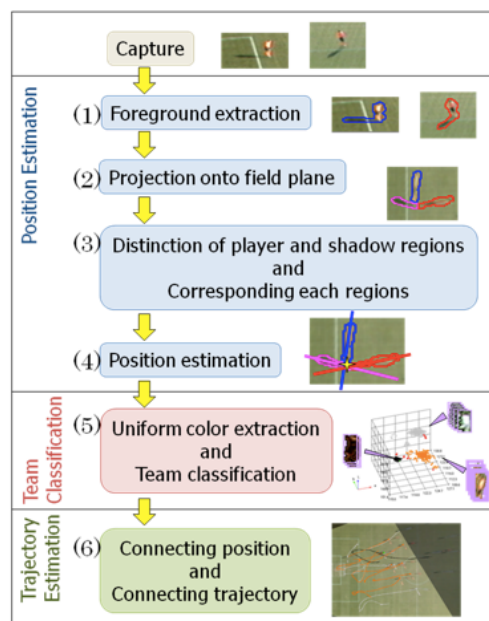 Capture
Position Estimation
(1) Foreground extraction
(2) Projection onto field plane
(3) Distinction of player and shadow regions
and
Corresponding each regions
(4) Position estimation
Team
Classification
(5) Uniform color extraction
and
Team classification
Trajectory
Estimation
(6) Connecting position
and
Connecting trajectory